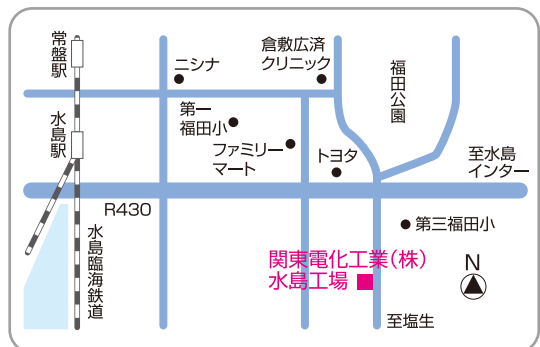 常盤駅
ニシナ
倉敷広済
クリニック
福田公園
水島駅
第一
福田小
ファミリー
マート
トヨタ
至水島
インター
R430
水島臨海鉄道
第三福田小
関東電化工業(株)
水島工場
N
至塩生